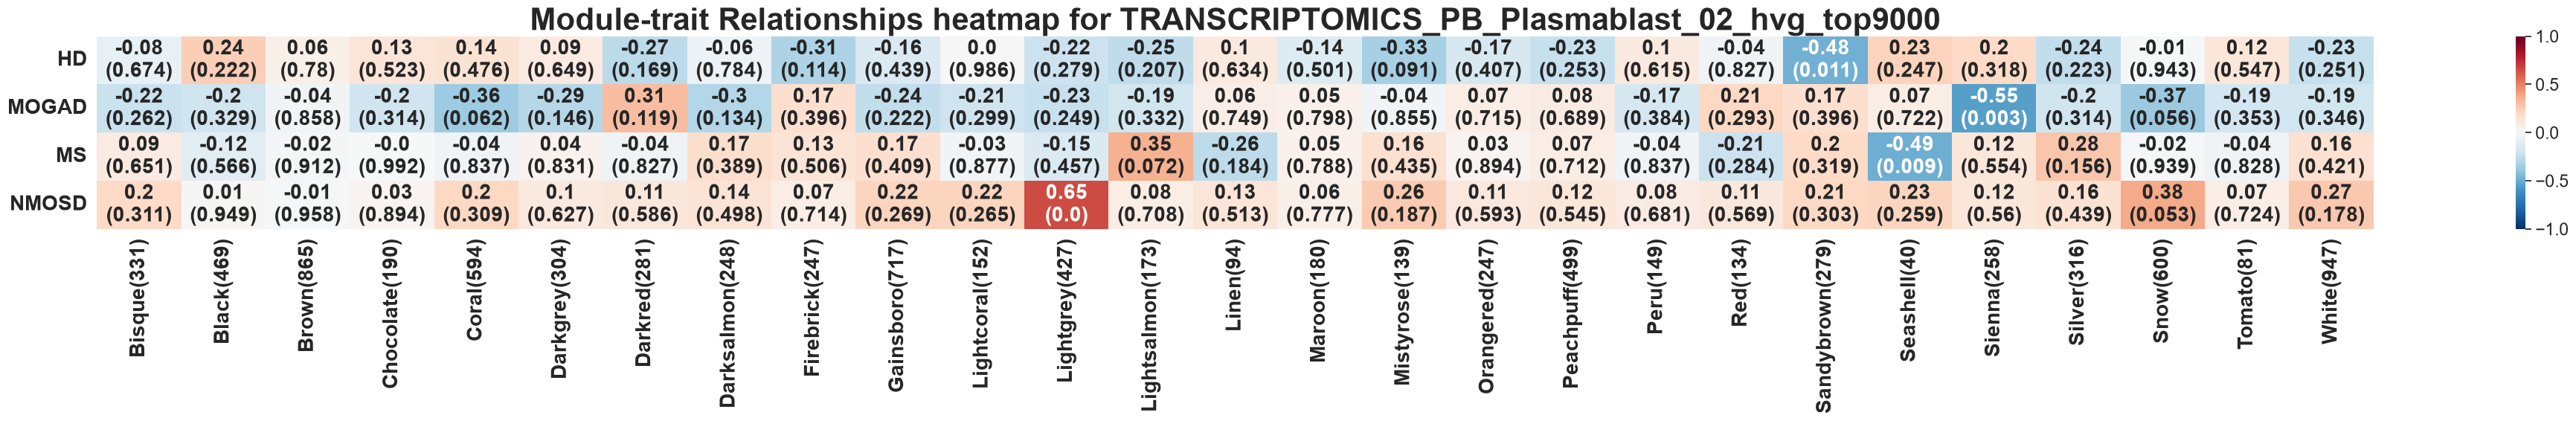 Module-trait Relationships heatmap for TRANSCRIPTOMICS_PB_Plasmablast_02_hvg_top9000
HD
-0.08 0.24 0.06 0.13 0.14 0.09 -0.27 -0.06 -0.31 -0.16 0.0 -0.22 -0.25 0.1 -0.14 -0.33 -0.17 -0.23 0.1 -0.04 -0.48 0.23 0.2 -0.24 -0.01 0.12 -0.23
(0.674) (0.222) (0.78) (0.523) (0.476) (0.649) (0.169) (0.784) (0.114) (0.439) (0.986) (0.279) (0.207) (0.634) (0.501) (0.091) (0.407) (0.253) (0.615) (0.827) (0.011) (0.247) (0.318) (0.223) (0.943) (0.547) (0.251)
MOGAD
-0.22 -0.2 -0.04 -0.2 -0.36 -0.29 0.31 -0.3 0.17 -0.24 -0.21 -0.23 -0.19 0.06 0.05 -0.04 0.07 0.08 -0.17 0.21 0.17 0.07 -0.55 -0.2 -0.37 -0.19 -0.19
(0.262) (0.329) (0.858) (0.314) (0.062) (0.146) (0.119) (0.134) (0.396) (0.222) (0.299) (0.249) (0.332) (0.749) (0.798) (0.855) (0.715) (0.689) (0.384) (0.293) (0.396) (0.722) (0.003) (0.314) (0.056) (0.353) (0.346)
MS
0.09 -0.12 -0.02 -0.0 -0.04 0.04 -0.04 0.17 0.13 0.17 -0.03 -0.15 0.35 -0.26 0.05 0.16 0.03 0.07 -0.04 -0.21 0.2 -0.49 0.12 0.28 -0.02 -0.04 0.16
(0.651) (0.566) (0.912) (0.992) (0.837) (0.831) (0.827) (0.389) (0.506) (0.409) (0.877) (0.457) (0.072) (0.184) (0.788) (0.435) (0.894) (0.712) (0.837) (0.284) (0.319) (0.009) (0.554) (0.156) (0.939) (0.828) (0.421)
NMOSD
0.2 0.01 -0.01 0.03 0.2 0.1 0.11 0.14 0.07 0.22 0.22 0.65 0.08 0.13 0.06 0.26 0.11 0.12 0.08 0.11 0.21 0.23 0.12 0.16 0.38 0.07 0.27
(0.311) (0.949) (0.958) (0.894) (0.309) (0.627) (0.586) (0.498) (0.714) (0.269) (0.265) (0.0) (0.708) (0.513) (0.777) (0.187) (0.593) (0.545) (0.681) (0.569) (0.303) (0.259) (0.56) (0.439) (0.053) (0.724) (0.178)
Bisque(331)
Black(469)
Brown(865)
Chocolate(190)
Coral(594)
Darkgrey(304)
Darkred(281)
Darksalmon(248)
Firebrick(247)
Gainsboro(717)
Lightcoral(152)
Lightgrey(427)
Lightsalmon(173)
Linen(94)
Maroon(180)
Mistyrose(139)
Orangered(247)
Peachpuff(499)
Peru(149)
Red(134)
Sandybrown(279)
Seashell(40)
Sienna(258)
Silver(316)
Snow(600)
Tomato(81)
White(947)
1.0
0.5
0.0
−0.5
−1.0